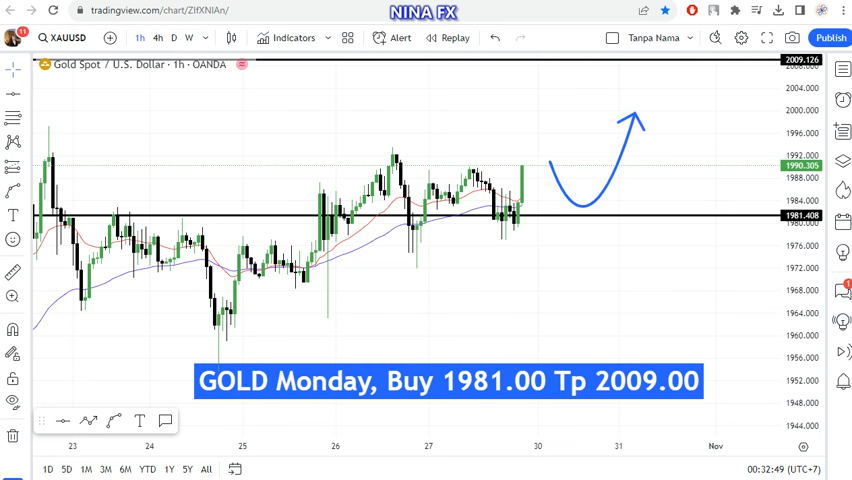 NINA FX
tradingview.com/chart/ZIfXNIAn/
11
XAUUSD
1h 4h D W
Indicators
Alert
Replay
Tanpa Nama
Publish
Gold Spot / U.S. Dollar · 1h · OANDA
2009.126
2008.000
2004.000
2000.000
1996.000
1992.000
1990.305
1988.000
1984.000
1981.408
1976.000
1972.000
1968.000
1964.000
1960.000
1956.000
1952.000
1948.000
1944.000
1
GOLD Monday, Buy 1981.00 Tp 2009.00
T
T
23 24 25 26 27 30 31 Nov
1D 5D 1M 3M 6M YTD 1Y 5Y All
00:32:49 (UTC+7)